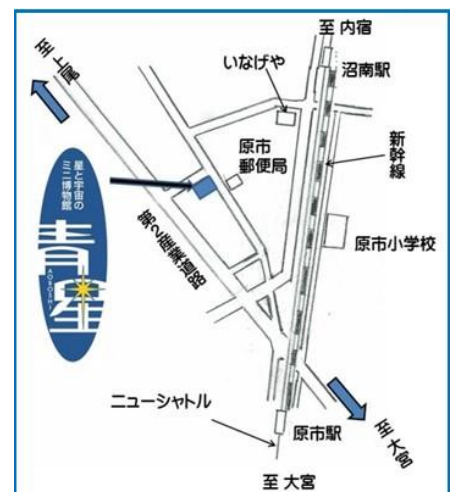 至 内宿
至 上尾
いなげや
沼南駅
原市
郵便局
新幹線
星と宇宙の
ミニ博物館
青星
AOBOSHI
第2産業道路
原市小学校
ニューシャトル
原市駅
至 大宮
至 大宮